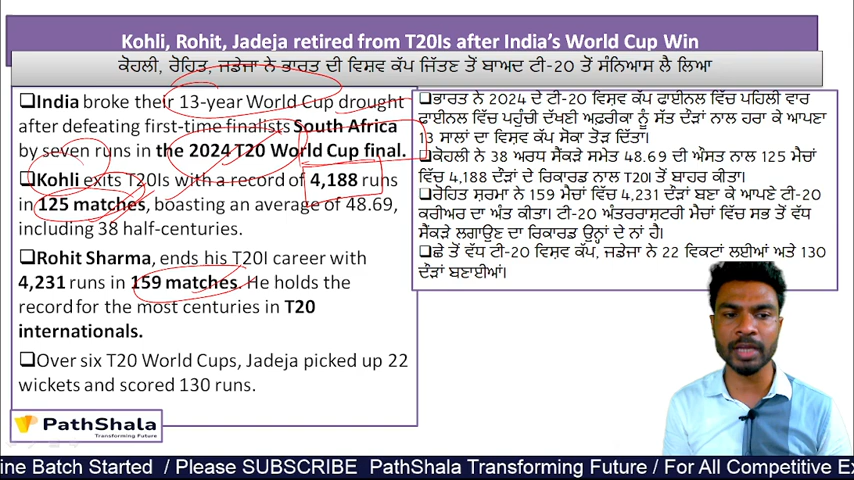 Kohli, Rohit, Jadeja retired from T20Is after India's World Cup Win
ਕੋਹਲੀ, ਰੋਹਿਤ, ਜਡੇਜਾ ਨੇ ਭਾਰਤ ਦੀ ਵਿਸ਼ਵ ਕੱਪ ਜਿੱਤਣ ਤੋਂ ਬਾਅਦ ਟੀ-20 ਤੋਂ ਸੰਨਿਆਸ ਲੈ ਲਿਆ
❑India broke their 13-year World Cup drought
after defeating first-time finalists South Africa
by seven runs in the 2024 T20 World Cup final.
❑Kohli exits T20Is with a record of 4,188 runs
in 125 matches, boasting an average of 48.69,
including 38 half-centuries.
❑Rohit Sharma, ends his T20I career with
4,231 runs in 159 matches. He holds the
record for the most centuries in T20
internationals.
❑Over six T20 World Cups, Jadeja picked up 22
wickets and scored 130 runs.
❑ਭਾਰਤ ਨੇ 2024 ਦੇ ਟੀ-20 ਵਿਸ਼ਵ ਕੱਪ ਫਾਈਨਲ ਵਿੱਚ ਪਹਿਲੀ ਵਾਰ
ਫਾਈਨਲ ਵਿੱਚ ਪਹੁੰਚੀ ਦੱਖਣੀ ਅਫ਼ਰੀਕਾ ਨੂੰ ਸੱਤ ਦੌੜਾਂ ਨਾਲ ਹਰਾ ਕੇ ਆਪਣਾ
13 ਸਾਲਾਂ ਦਾ ਵਿਸ਼ਵ ਕੱਪ ਸੋਕਾ ਤੋੜ ਦਿੱਤਾ।
❑ਕੋਹਲੀ ਨੇ 38 ਅਰਧ ਸੈਂਕੜੇ ਸਮੇਤ 48.69 ਦੀ ਔਸਤ ਨਾਲ 125 ਮੈਚਾਂ
ਵਿੱਚ 4,188 ਦੌੜਾਂ ਦੇ ਰਿਕਾਰਡ ਨਾਲ T20I ਤੋਂ ਬਾਹਰ ਕੀਤਾ।
❑ਰੋਹਿਤ ਸ਼ਰਮਾ ਨੇ 159 ਮੈਚਾਂ ਵਿੱਚ 4,231 ਦੌੜਾਂ ਬਣਾ ਕੇ ਆਪਣੇ ਟੀ-20
ਕਰੀਅਰ ਦਾ ਅੰਤ ਕੀਤਾ। ਟੀ-20 ਅੰਤਰਰਾਸ਼ਟਰੀ ਮੈਚਾਂ ਵਿੱਚ ਸਭ ਤੋਂ ਵੱਧ
ਸੈਂਕੜੇ ਲਗਾਉਣ ਦਾ ਰਿਕਾਰਡ ਉਨ੍ਹਾਂ ਦੇ ਨਾਂ ਹੈ।
❑ਛੇ ਤੋਂ ਵੱਧ ਟੀ-20 ਵਿਸ਼ਵ ਕੱਪ, ਜਡੇਜਾ ਨੇ 22 ਵਿਕਟਾਂ ਲਈਆਂ ਅਤੇ 130
ਦੌੜਾਂ ਬਣਾਈਆਂ।
PathShala
Transforming Future
ine Batch Started / Please SUBSCRIBE PathShala Transforming Future / For All Competitive Ex